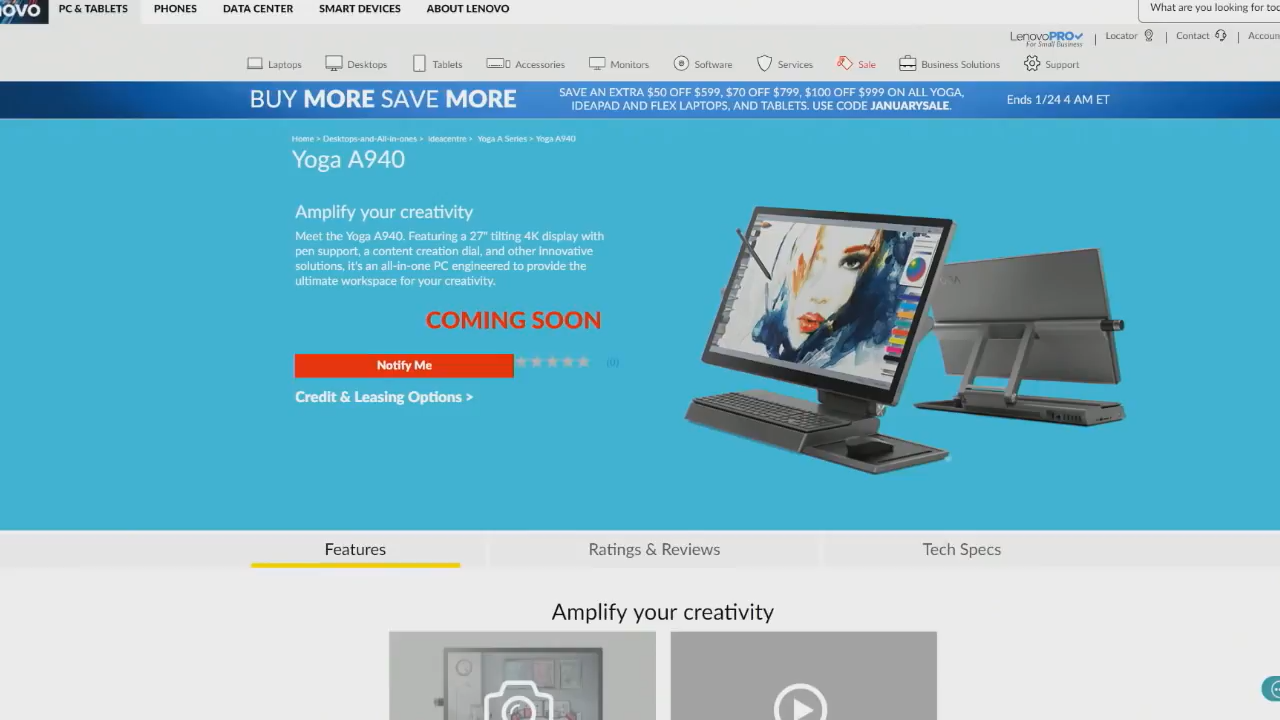 PC & TABLETS PHONES DATA CENTER SMART DEVICES ABOUT LENOVO
What are you looking for
LenovoPRO
For Small Business
Locator | Contact |
Laptops Desktops Tablets Accessories Monitors Software Services Sale Business Solutions Support
BUY MORE SAVE MORE
SAVE AN EXTRA $50 OFF $599, $70 OFF $799, $100 OFF $999 ON ALL YOGA,
IDEAPAD AND FLEX LAPTOPS, AND TABLETS. USE CODE JANUARYSALE.
Ends 1/24 4 AM ET
Home > Desktops-and-All-in-ones > Ideacentre > Yoga A Series > Yoga A940
Yoga A940
Amplify your creativity
Meet the Yoga A940. Featuring a 27" tilting 4K display with
pen support, a content creation dial, and other innovative
solutions, it's an all-in-one PC engineered to provide the
ultimate workspace for your creativity.
COMING SOON
Notify Me
(0)
Credit & Leasing Options >
Features Ratings & Reviews Tech Specs
Amplify your creativity